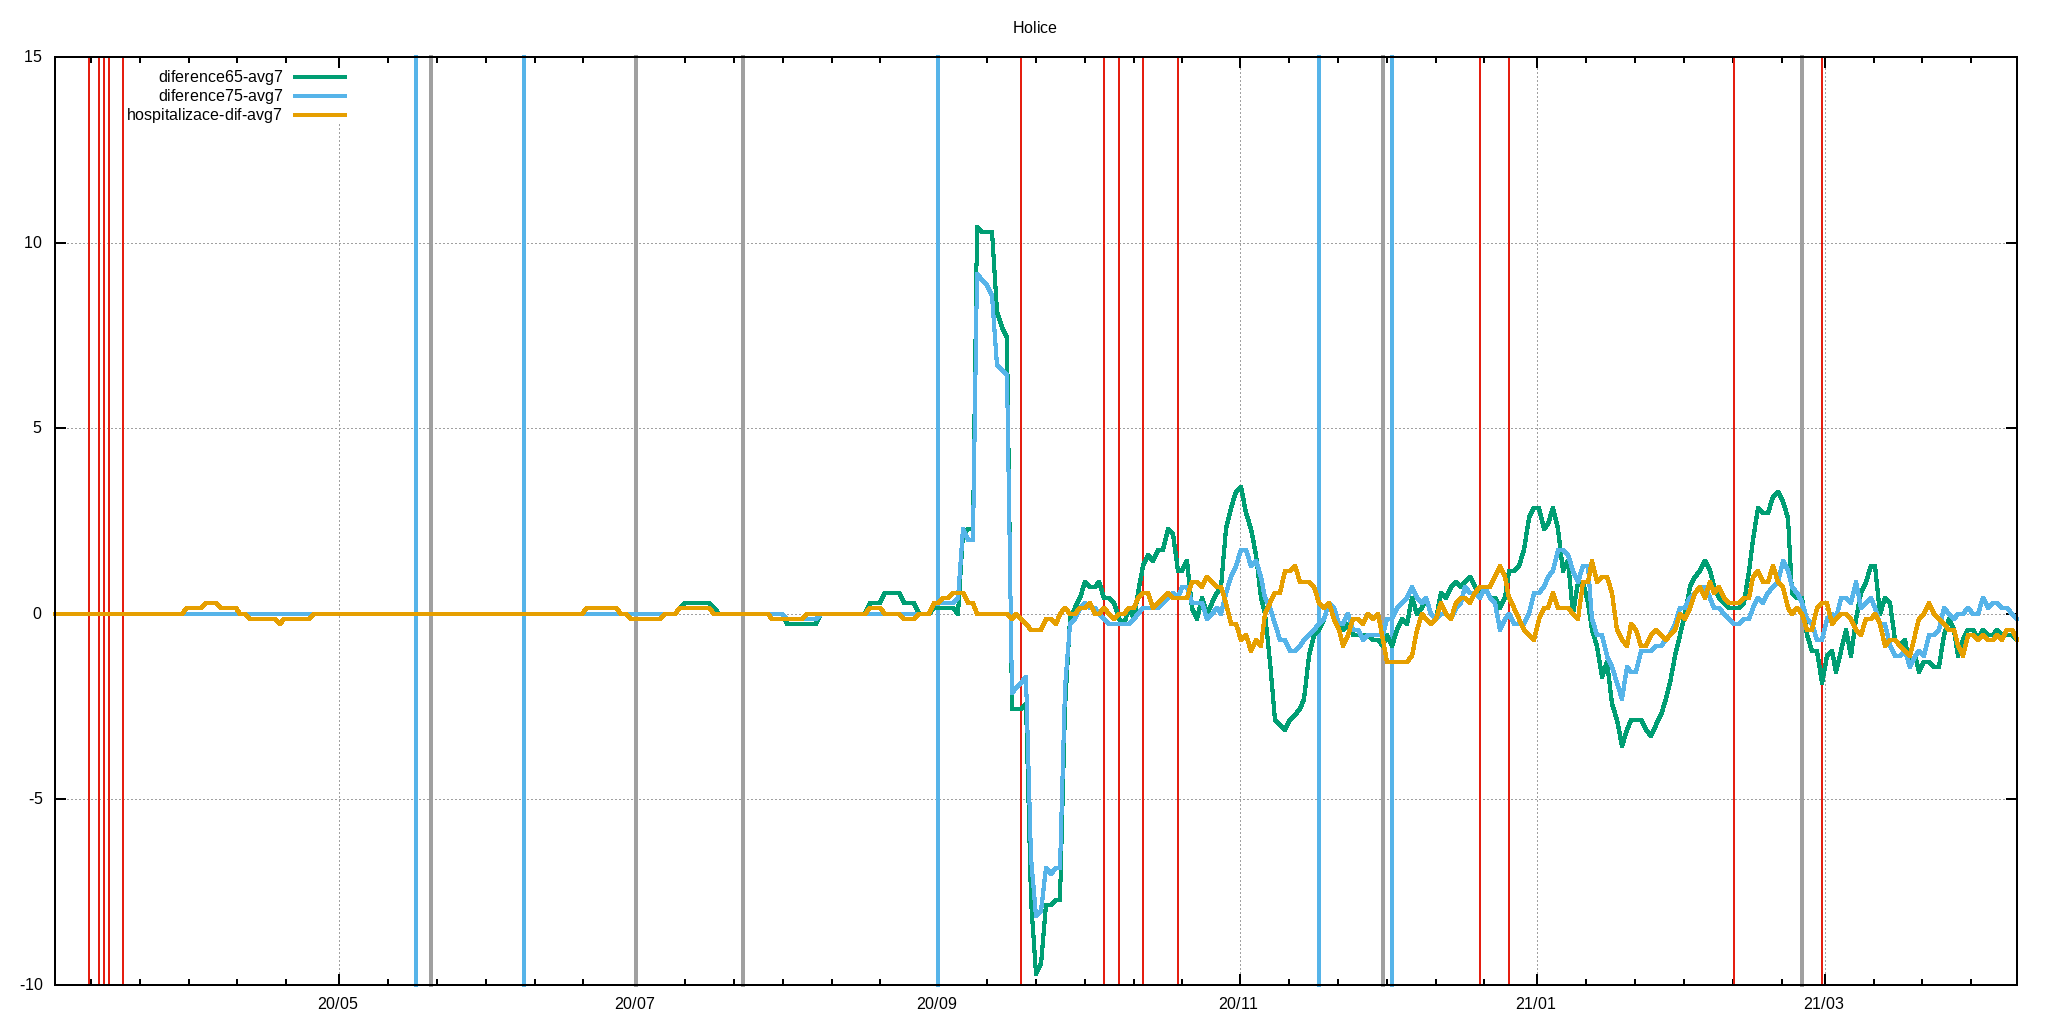 Holice
15
diference65-avg7
diference75-avg7
hospitalizace-dif-avg7
10
5
0
-5
-10
20/05 20/07 20/09 20/11 21/01 21/03